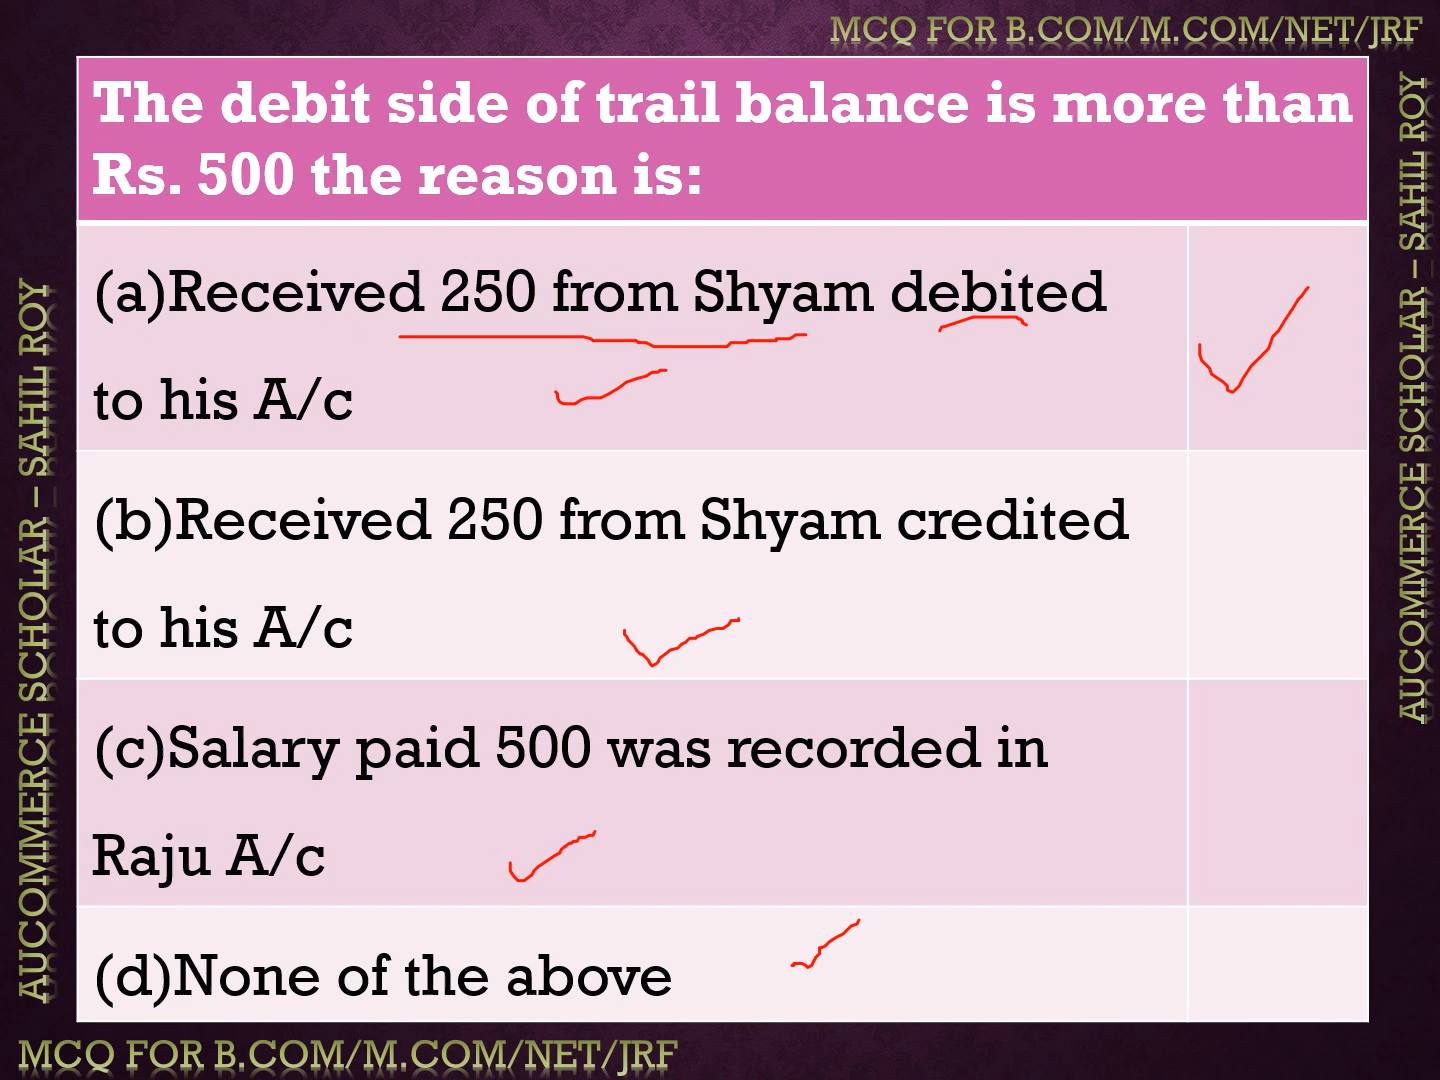 MCQ FOR B.COM/M.COM/NET/JRF
The debit side of trail balance is more than
Rs. 500 the reason is:
(a)Received 250 from Shyam debited
to his A/c
(b)Received 250 from Shyam credited
to his A/c
(c)Salary paid 500 was recorded in
Raju A/c
(d)None of the above
AUCOMMERCE SCHOLAR – SAHIL ROY
AUCOMMERCE SCHOLAR – SAHIL ROY
MCQ FOR B.COM/M.COM/NET/JRF